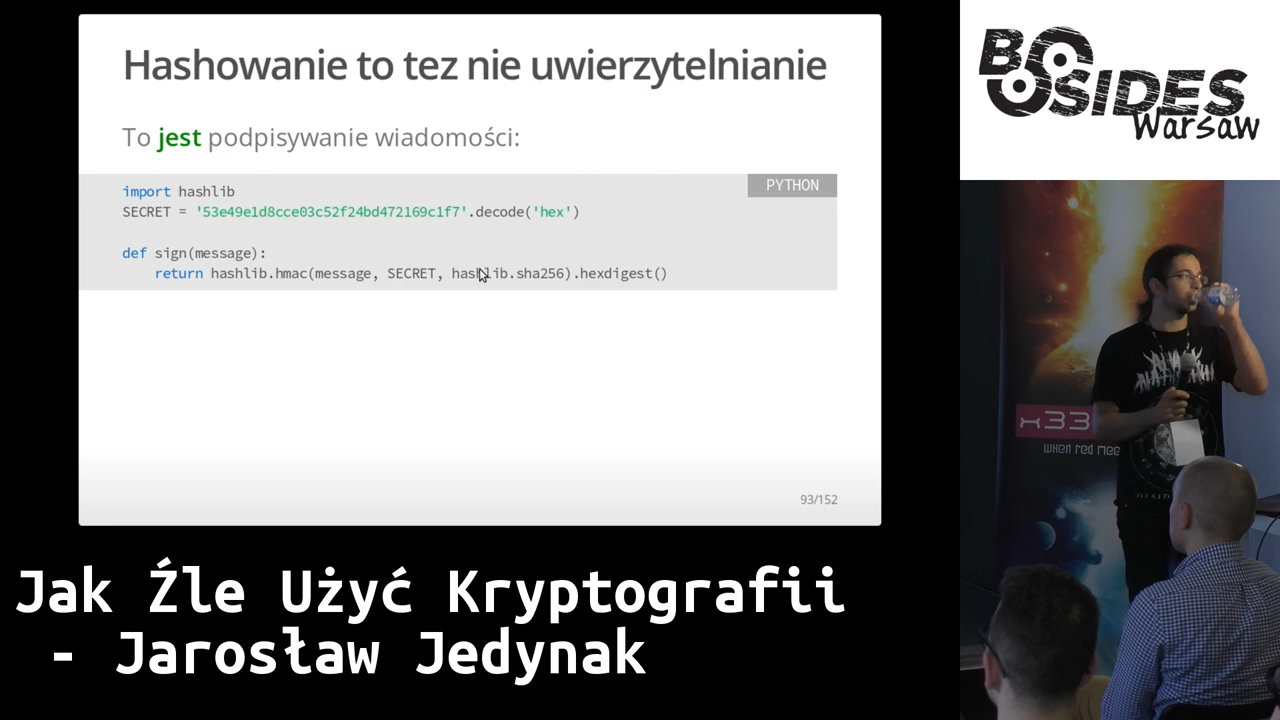 Hashowanie to tez nie uwierzytelnianie
To jest podpisywanie wiadomości:
PYTHON
import hashlib
SECRET = '53e49e1d8cce03c52f24bd472169c1f7'.decode('hex')
def sign(message):
return hashlib.hmac(message, SECRET, hashlib.sha256).hexdigest()
93/152
Jak Źle Użyć Kryptografii
- Jarosław Jedynak
BSIDES
Warsaw
x33
when red mee